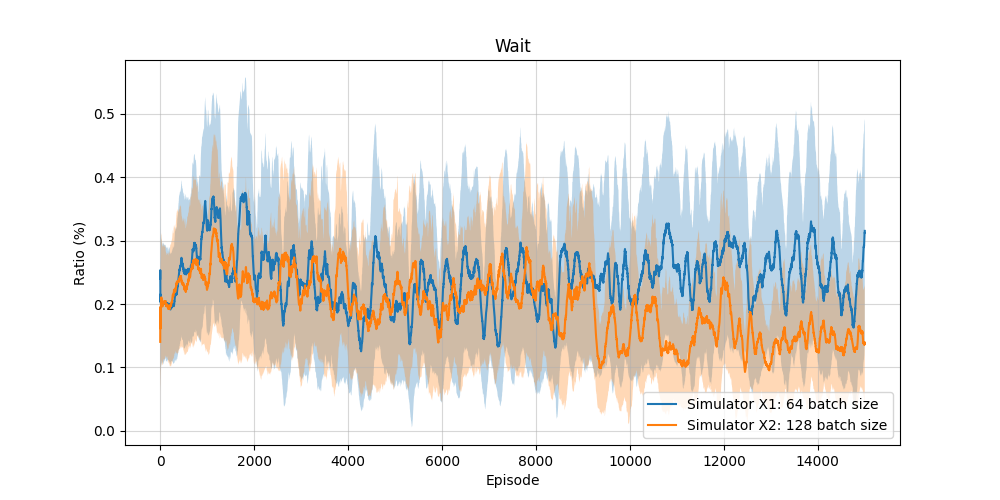 Wait
Ratio (%)
0.5
0.4
0.3
0.2
0.1
0.0
0 2000 4000 6000 8000 10000 12000 14000
Episode
Simulator X1: 64 batch size
Simulator X2: 128 batch size